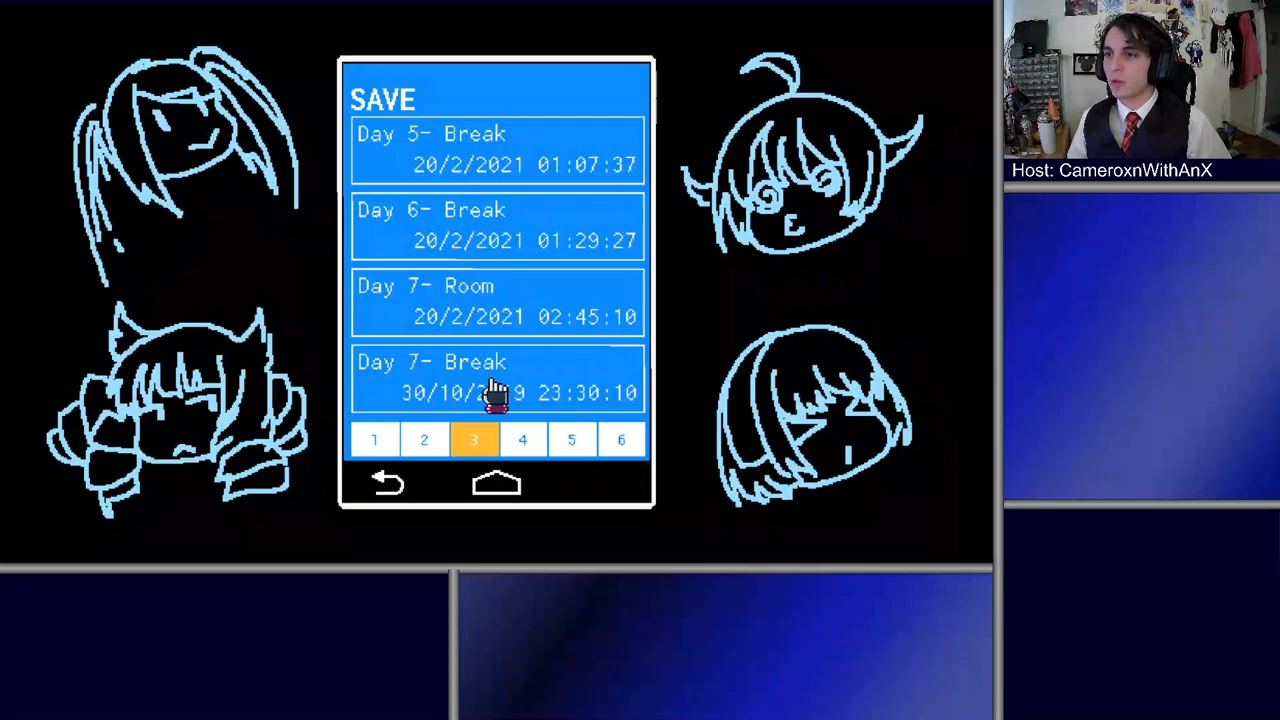 SAVE
Day 5- Break
20/2/2021 01:07:37
Day 6- Break
20/2/2021 01:29:27
Day 7- Room
20/2/2021 02:45:10
Day 7- Break
23:30:10
1 2 3 4 5 6
Host: CameroxnWithAnX